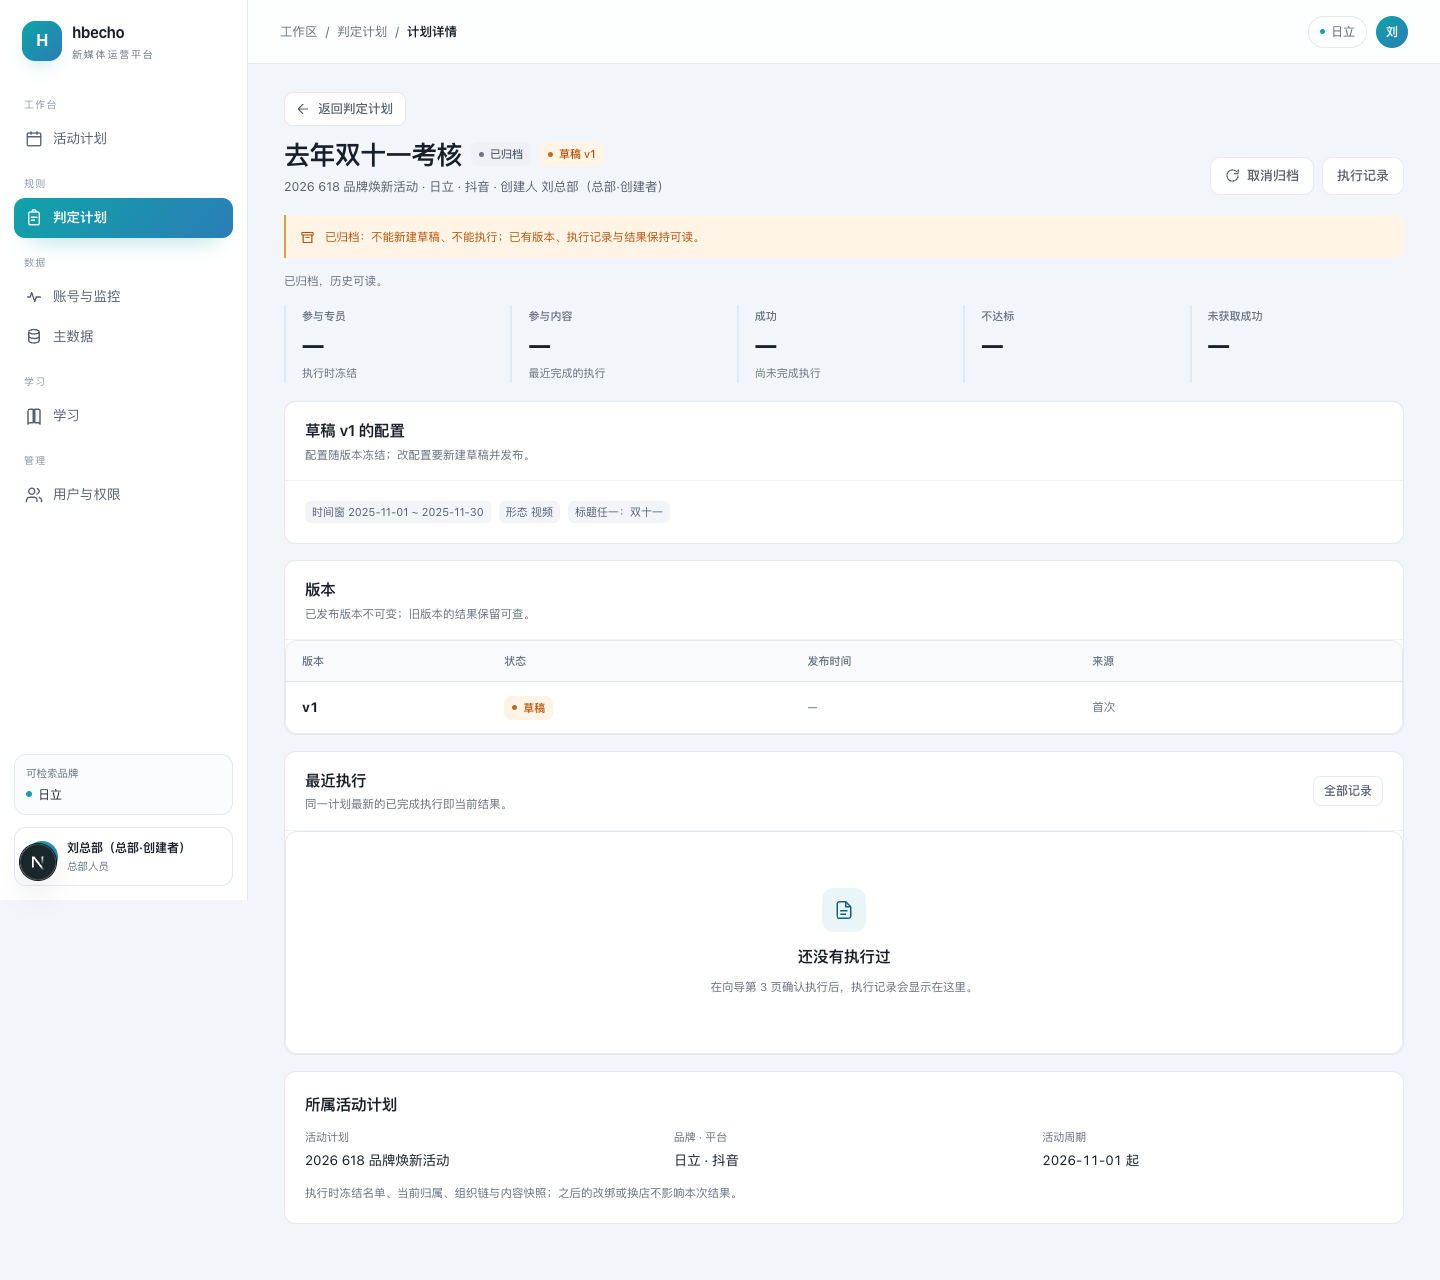 H
hbecho
新媒体运营平台
工作台
活动计划
规则
判定计划
数据
账号与监控
主数据
学习
学习
管理
用户与权限
可检索品牌
日立
N
刘总部（总部·创建者）
总部人员
工作区 / 判定计划 / 计划详情
日立
刘
返回判定计划
去年双十一考核
已归档
草稿 v1
2026 618 品牌焕新活动 · 日立 · 抖音 · 创建人 刘总部（总部·创建者）
取消归档
执行记录
已归档：不能新建草稿、不能执行；已有版本、执行记录与结果保持可读。
已归档，历史可读。
参与专员
—
执行时冻结
参与内容
—
最近完成的执行
成功
—
尚未完成执行
不达标
—
未获取成功
—
草稿 v1 的配置
配置随版本冻结；改配置要新建草稿并发布。
时间窗 2025-11-01 ~ 2025-11-30
形态 视频
标题任一：双十一
版本
已发布版本不可变；旧版本的结果保留可查。
版本 状态 发布时间 来源
v1 草稿 — 首次
最近执行
同一计划最新的已完成执行即当前结果。
全部记录
还没有执行过
在向导第 3 页确认执行后，执行记录会显示在这里。
所属活动计划
活动计划
2026 618 品牌焕新活动
品牌 · 平台
日立 · 抖音
活动周期
2026-11-01 起
执行时冻结名单、当前归属、组织链与内容快照；之后的改绑或换店不影响本次结果。